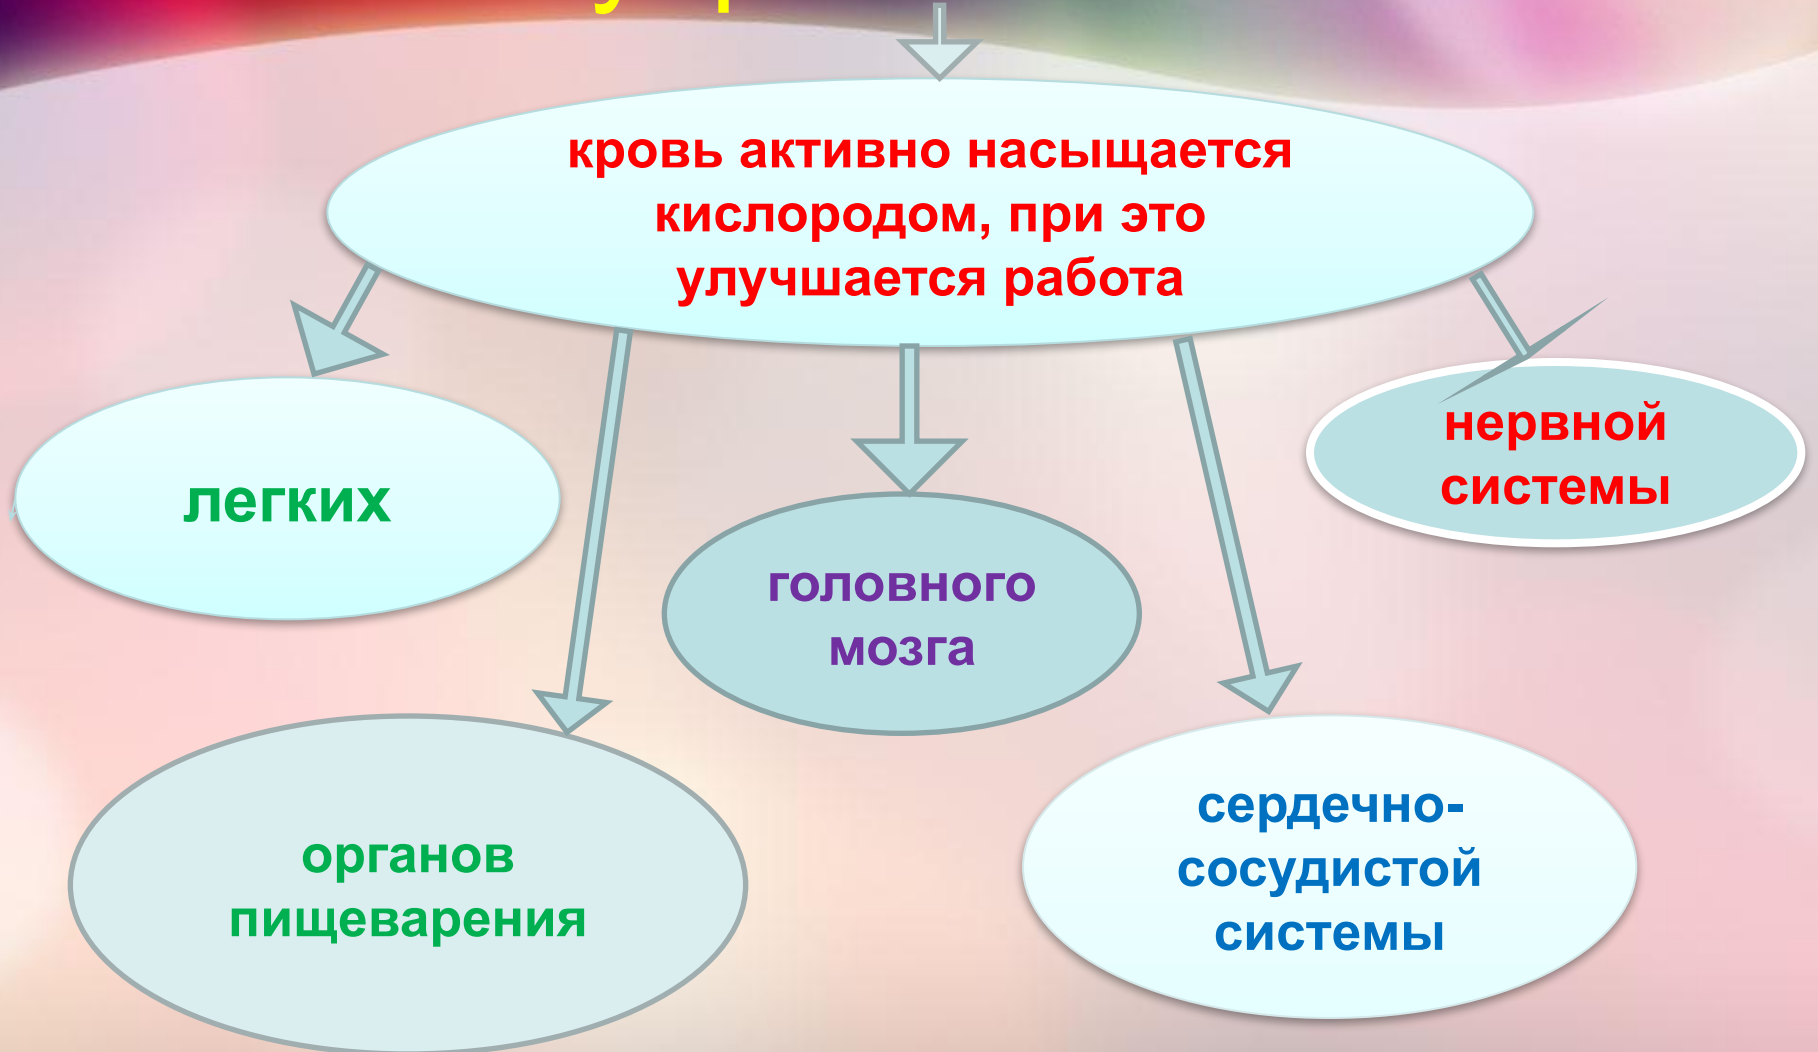 кровь активно насыщается
кислородом, при это
улучшается работа
легких
головного
мозга
нервной
системы
органов
пищеварения
сердечно-
сосудистой
системы